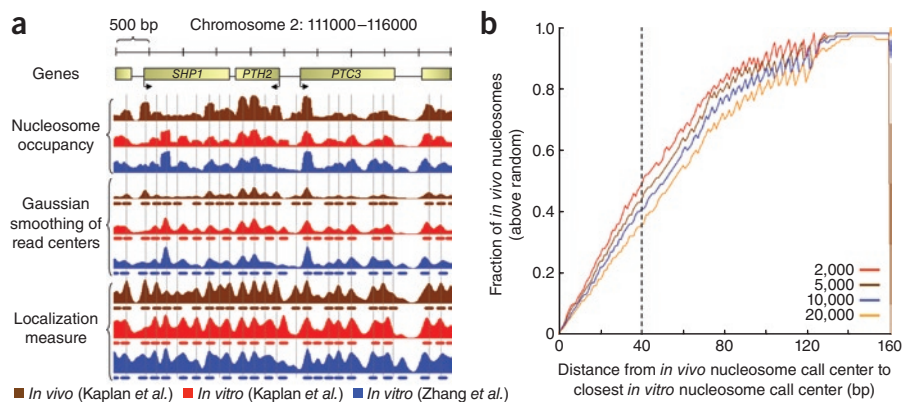 a
500 bp
Chromosome 2: 111000–116000
Genes
SHP1
PTH2
PTC3
Nucleosome
occupancy
Gaussian
smoothing of
read centers
Localization
measure
In vivo (Kaplan et al.)
In vitro (Kaplan et al.)
In vitro (Zhang et al.)
b
Fraction of in vivo nucleosomes
(above random)
1.0
0.8
0.6
0.4
0.2
0
2,000
5,000
10,000
20,000
0
40
80
120
160
Distance from in vivo nucleosome call center to
closest in vitro nucleosome call center (bp)